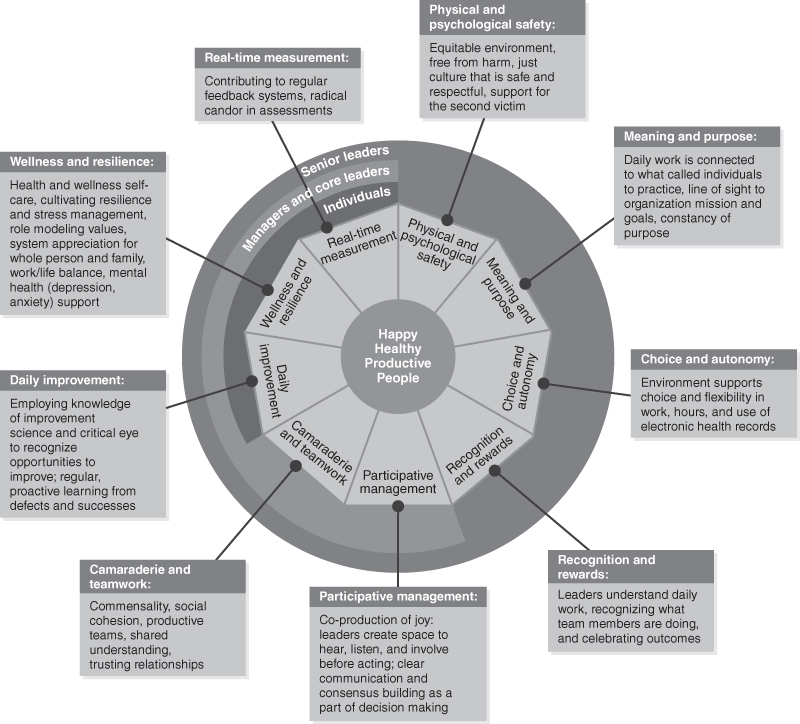 Physical and
psychological safety:
Equitable environment,
free from harm, just
culture that is safe and
respectful, support for
the second victim
Real-time measurement:
Contributing to regular
feedback systems, radical
candor in assessments
Meaning and purpose:
Daily work is connected
to what called individuals
to practice, line of sight to
organization mission and
goals, constancy of
purpose
Wellness and resilience:
Health and wellness self-
care, cultivating resilience
and stress management,
role modeling values,
system appreciation for
whole person and family,
work/life balance, mental
health (depression,
anxiety) support
Senior leaders
Managers and core leaders
Individuals
Real-time
measurement
Physical and
psychological
safety
Meaning and
purpose
Wellness and
resilience
Happy
Healthy
Productive
People
Choice and
autonomy
Daily
improvement
Camaraderie
and teamwork
Participative
management
Recognition
and rewards
Choice and autonomy:
Environment supports
choice and flexibility in
work, hours, and use of
electronic health records
Daily improvement:
Employing knowledge
of improvement
science and critical eye
to recognize
opportunities to
improve; regular,
proactive learning from
defects and successes
Camaraderie and
teamwork:
Commensality, social
cohesion, productive
teams, shared
understanding,
trusting relationships
Participative management:
Co-production of joy:
leaders create space to
hear, listen, and involve
before acting; clear
communication and
consensus building as a
part of decision making
Recognition and
rewards:
Leaders understand daily
work, recognizing what
team members are doing,
and celebrating outcomes